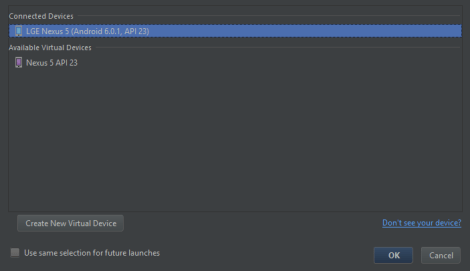 Connected Devices
LGE Nexus 5 (Android 6.0.1, API 23)
Available Virtual Devices
Nexus 5 API 23
Create New Virtual Device
Don't see your device?
Use same selection for future launches
OK
Cancel